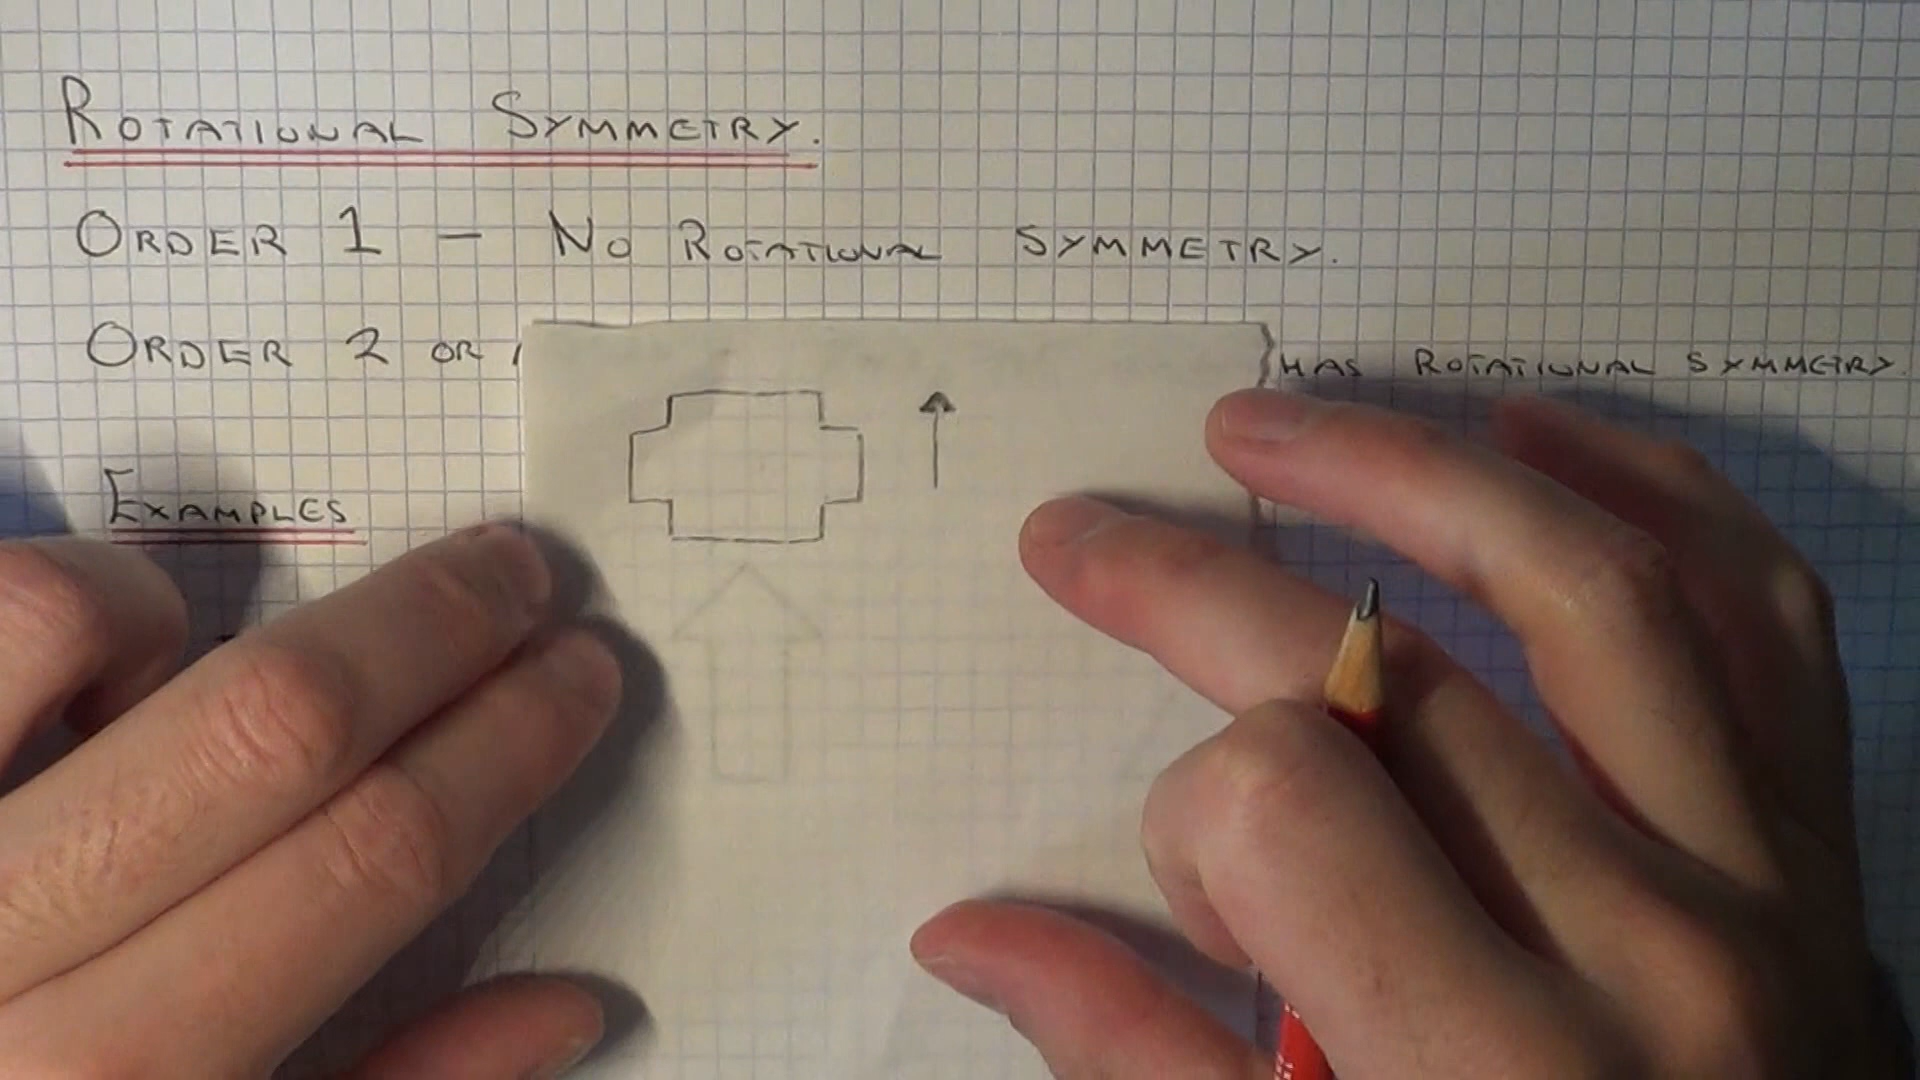 ROTATIONAL SYMMETRY.
ORDER 1 – NO ROTATIONAL SYMMETRY.
ORDER 2 OR HAS ROTATIONAL SYMMETRY.
EXAMPLES